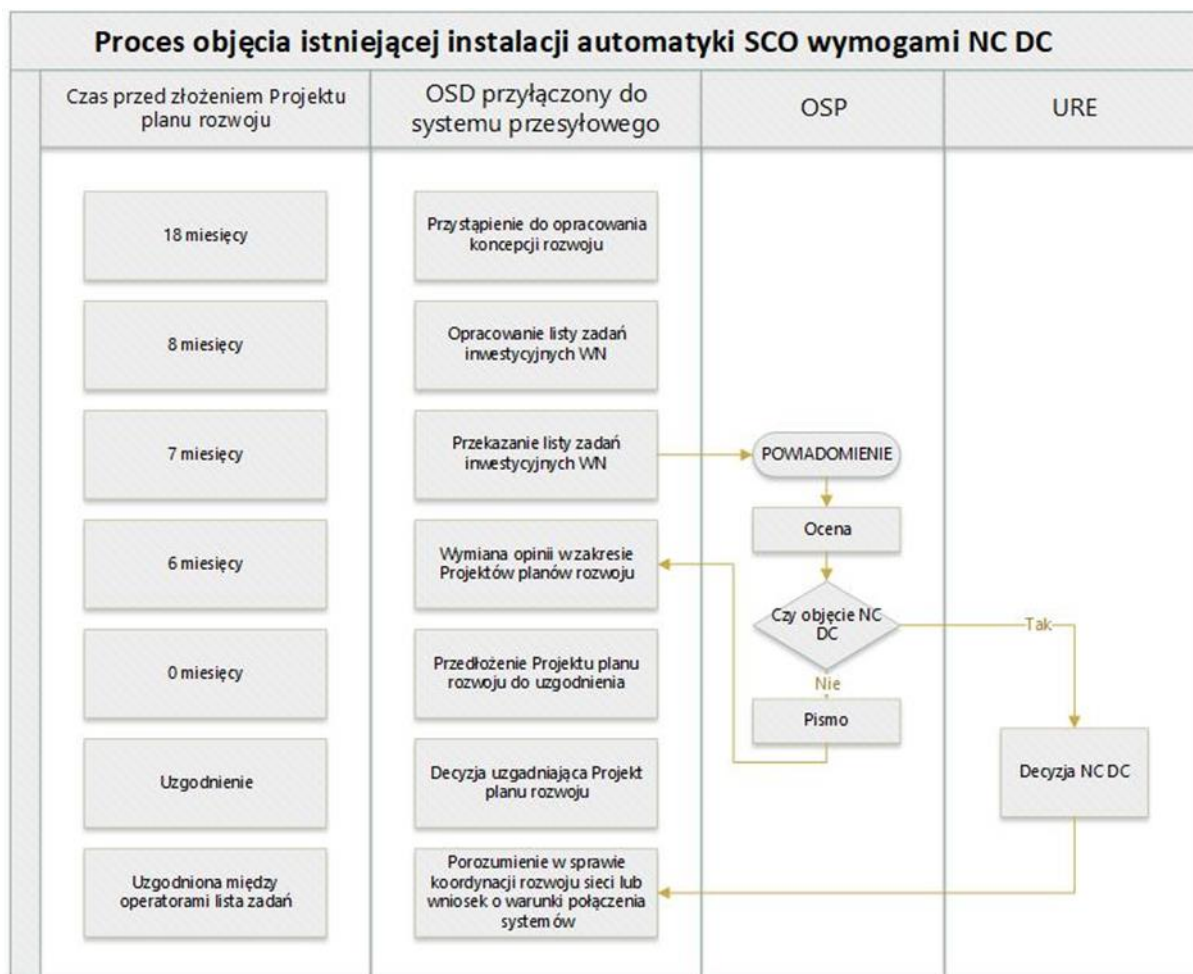 Proces objęcia istniejącej instalacji automatyki SCO wymogami NC DC
Czas przed złożeniem Projektu
planu rozwoju
OSD przyłączony do
systemu przesyłowego
OSP
URE
18 miesięcy
Przystąpienie do opracowania
koncepcji rozwoju
8 miesięcy
Opracowanie listy zadań
inwestycyjnych WN
7 miesięcy
Przekazanie listy zadań
inwestycyjnych WN
POWIADOMIENIE
Ocena
6 miesięcy
Wymiana opinii w zakresie
Projektów planów rozwoju
Czy objęcie NC
DC
Tak
Nie
0 miesięcy
Przedłożenie Projektu planu
rozwoju do uzgodnienia
Pismo
Uzgodnienie
Decyzja uzgadniająca Projekt
planu rozwoju
Decyzja NC DC
Uzgodniona między
operatorami lista zadań
Porozumienie w sprawie
koordynacji rozwoju sieci lub
wniosek o warunki połączenia
systemów